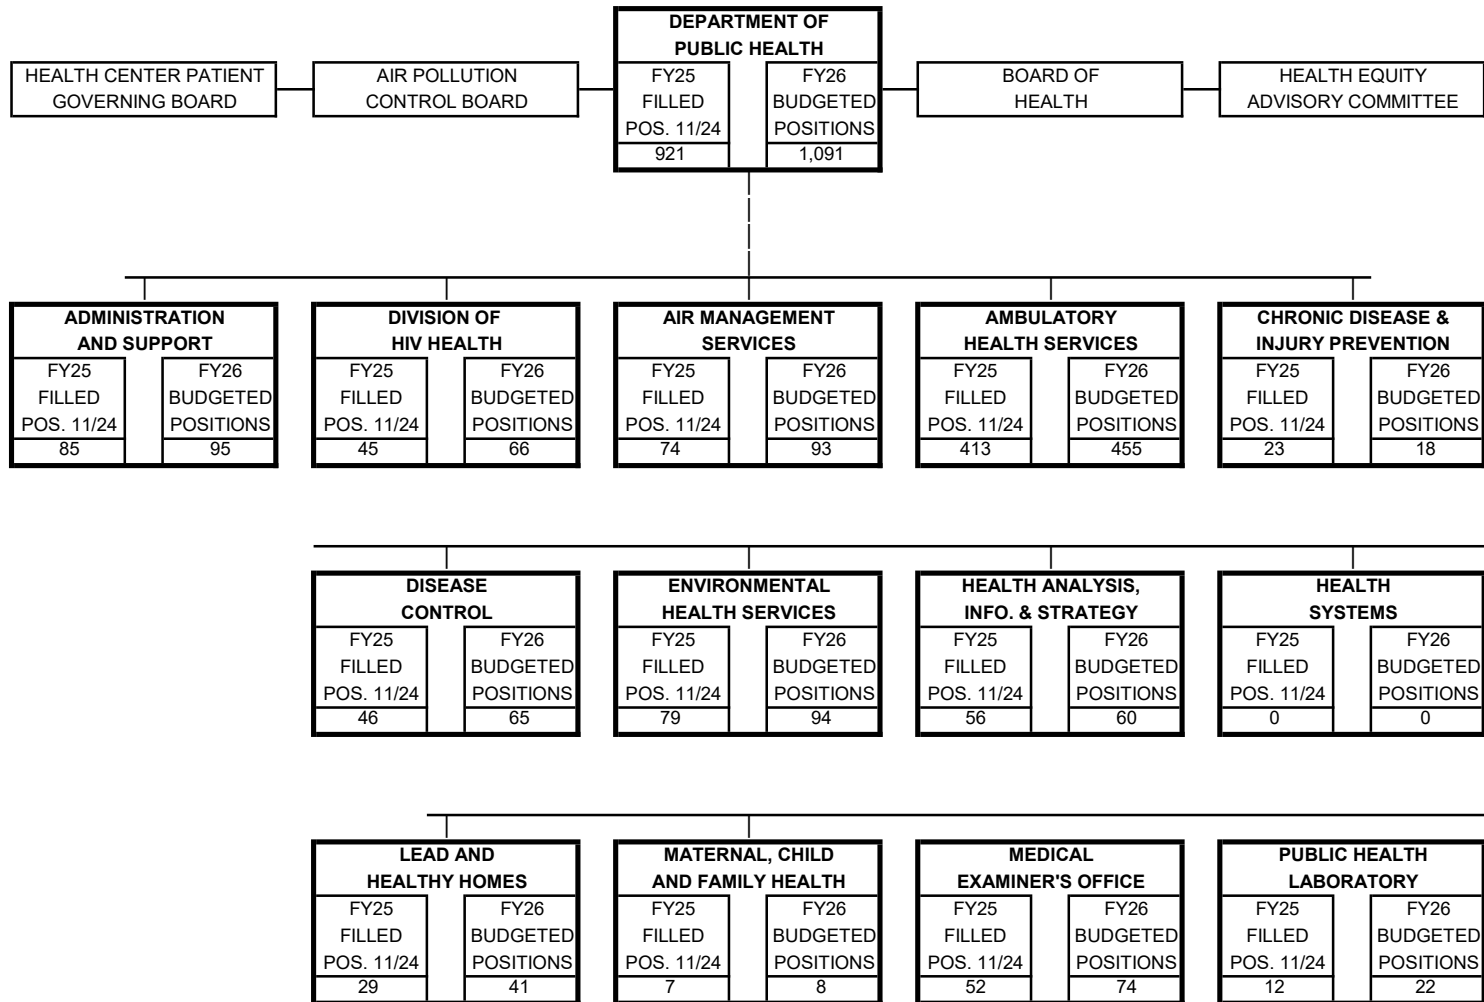 DEPARTMENT OF
PUBLIC HEALTH
FY25 FY26
FILLED BUDGETED
POS. 11/24 POSITIONS
921 1,091
HEALTH CENTER PATIENT
GOVERNING BOARD
AIR POLLUTION
CONTROL BOARD
BOARD OF
HEALTH
HEALTH EQUITY
ADVISORY COMMITTEE
ADMINISTRATION
AND SUPPORT
FY25 FY26
FILLED BUDGETED
POS. 11/24 POSITIONS
85 95
DIVISION OF
HIV HEALTH
FY25 FY26
FILLED BUDGETED
POS. 11/24 POSITIONS
45 66
AIR MANAGEMENT
SERVICES
FY25 FY26
FILLED BUDGETED
POS. 11/24 POSITIONS
74 93
AMBULATORY
HEALTH SERVICES
FY25 FY26
FILLED BUDGETED
POS. 11/24 POSITIONS
413 455
CHRONIC DISEASE &
INJURY PREVENTION
FY25 FY26
FILLED BUDGETED
POS. 11/24 POSITIONS
23 18
DISEASE
CONTROL
FY25 FY26
FILLED BUDGETED
POS. 11/24 POSITIONS
46 65
ENVIRONMENTAL
HEALTH SERVICES
FY25 FY26
FILLED BUDGETED
POS. 11/24 POSITIONS
79 94
HEALTH ANALYSIS,
INFO. & STRATEGY
FY25 FY26
FILLED BUDGETED
POS. 11/24 POSITIONS
56 60
HEALTH
SYSTEMS
FY25 FY26
FILLED BUDGETED
POS. 11/24 POSITIONS
0 0
LEAD AND
HEALTHY HOMES
FY25 FY26
FILLED BUDGETED
POS. 11/24 POSITIONS
29 41
MATERNAL, CHILD
AND FAMILY HEALTH
FY25 FY26
FILLED BUDGETED
POS. 11/24 POSITIONS
7 8
MEDICAL
EXAMINER'S OFFICE
FY25 FY26
FILLED BUDGETED
POS. 11/24 POSITIONS
52 74
PUBLIC HEALTH
LABORATORY
FY25 FY26
FILLED BUDGETED
POS. 11/24 POSITIONS
12 22